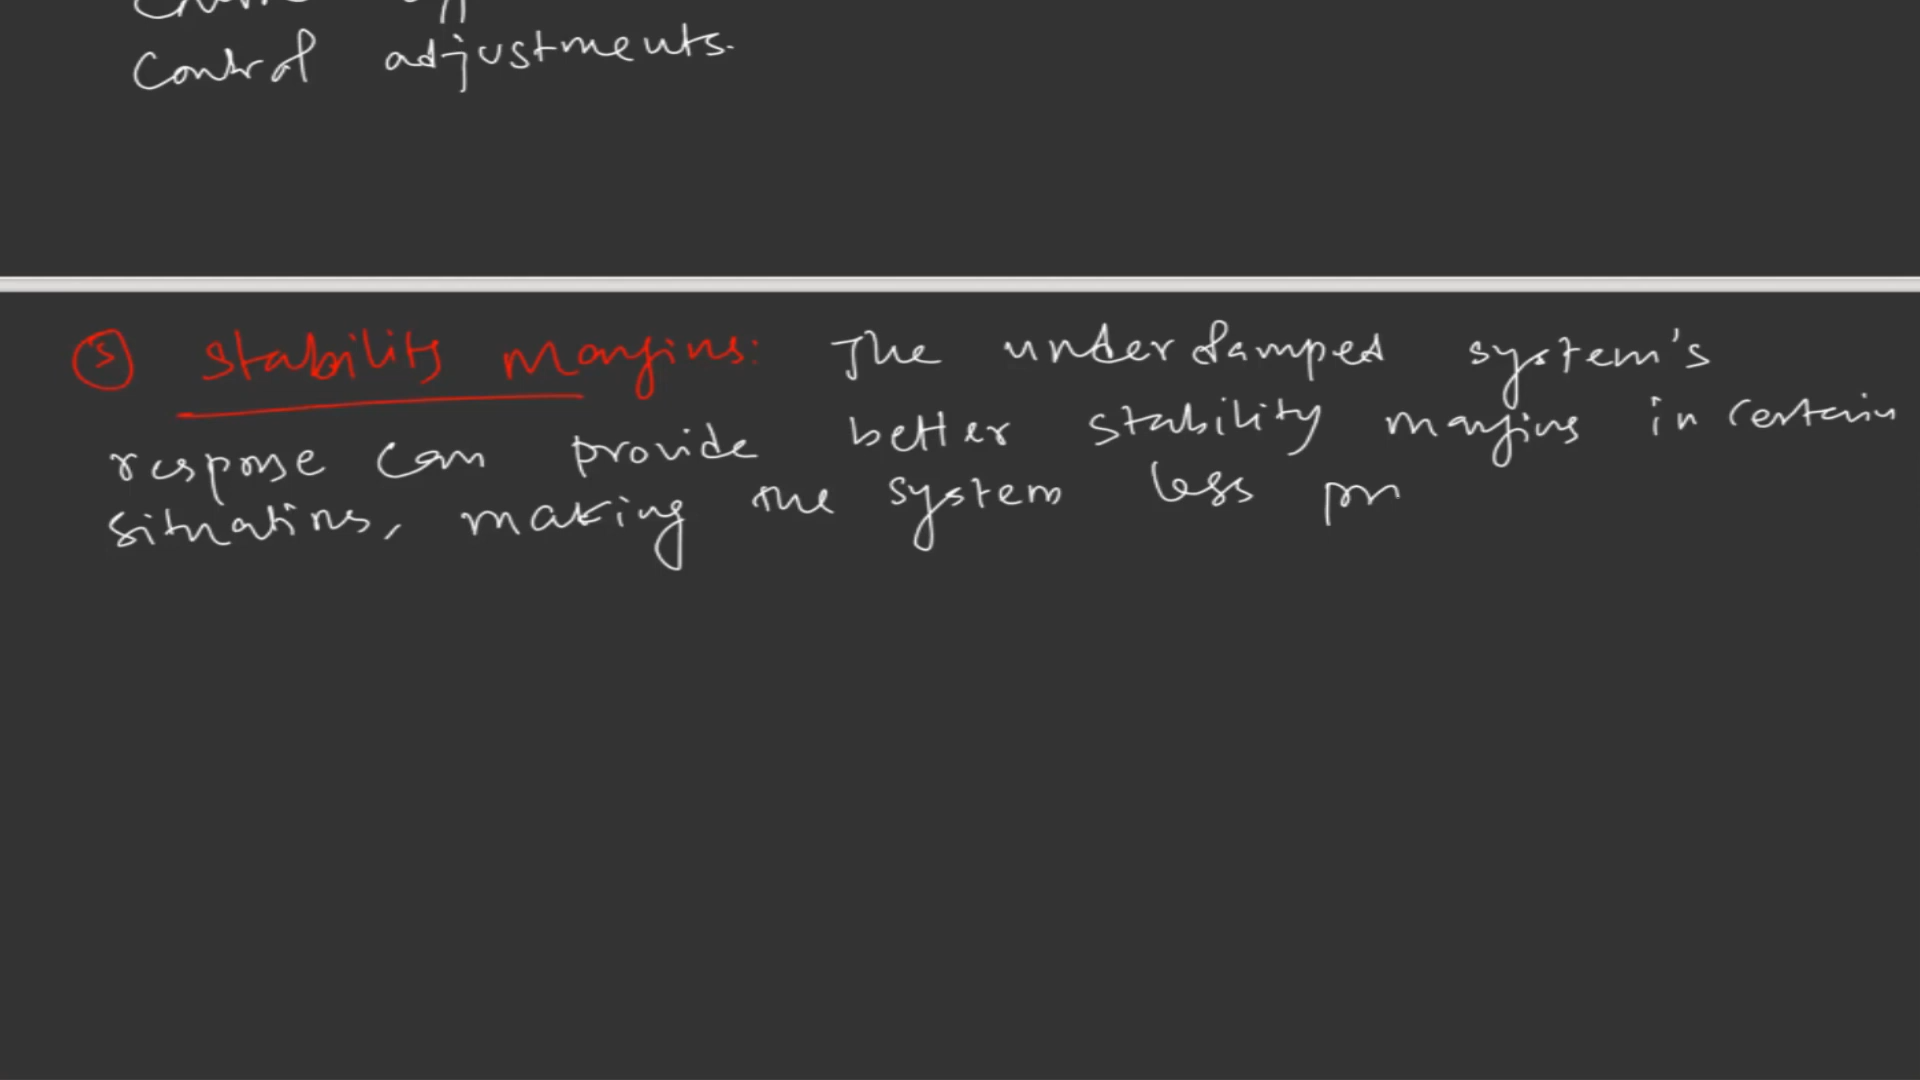 Control adjustments.
(5) Stability Margins: The underdamped system's
response can provide better stability margins in certain
situations, making the system less pr